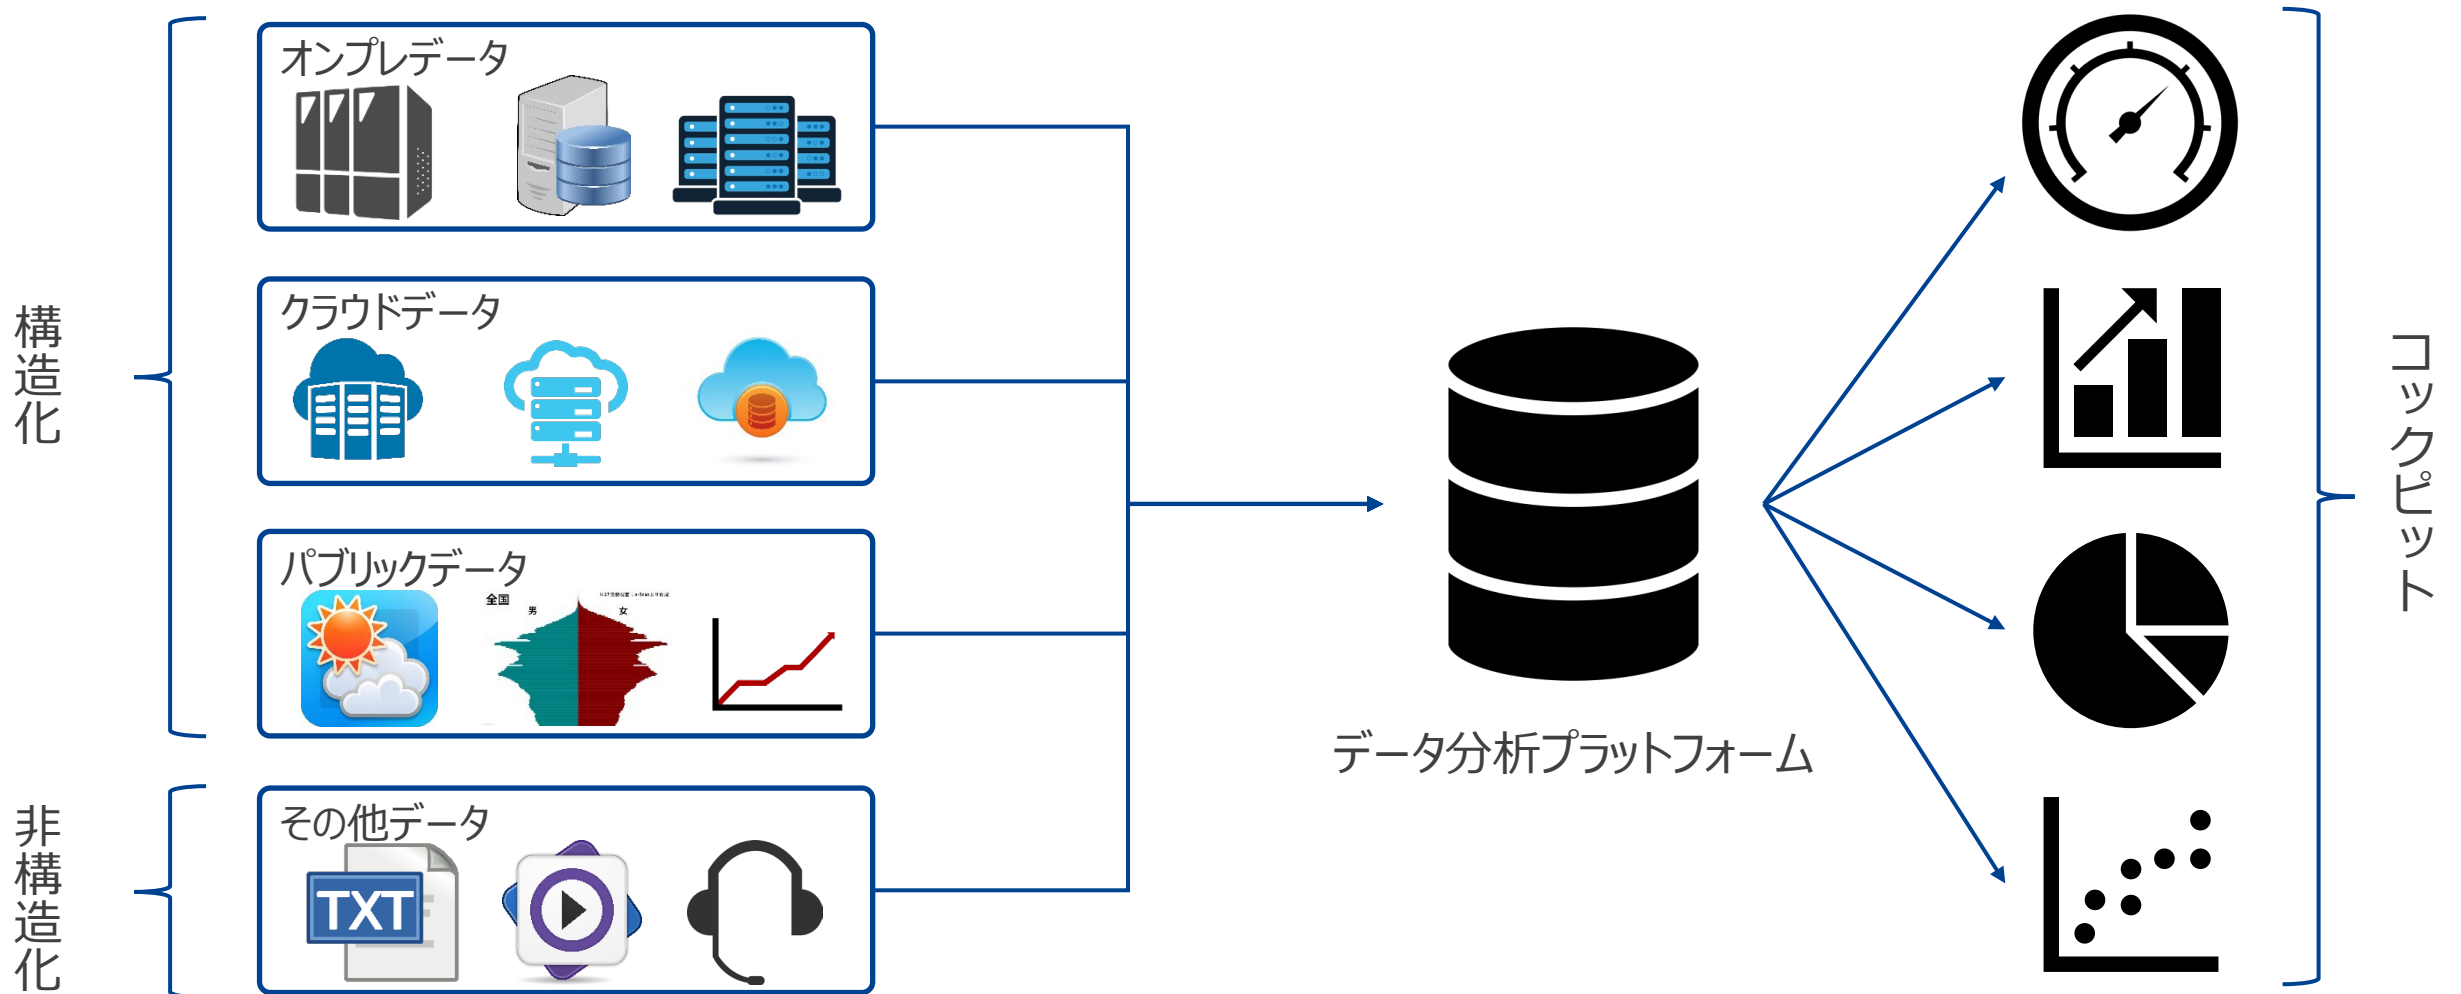 構造化
オンプレデータ
クラウドデータ
パブリックデータ
全国
男
女
非構造化
その他データ
TXT
データ分析プラットフォーム
コックピット